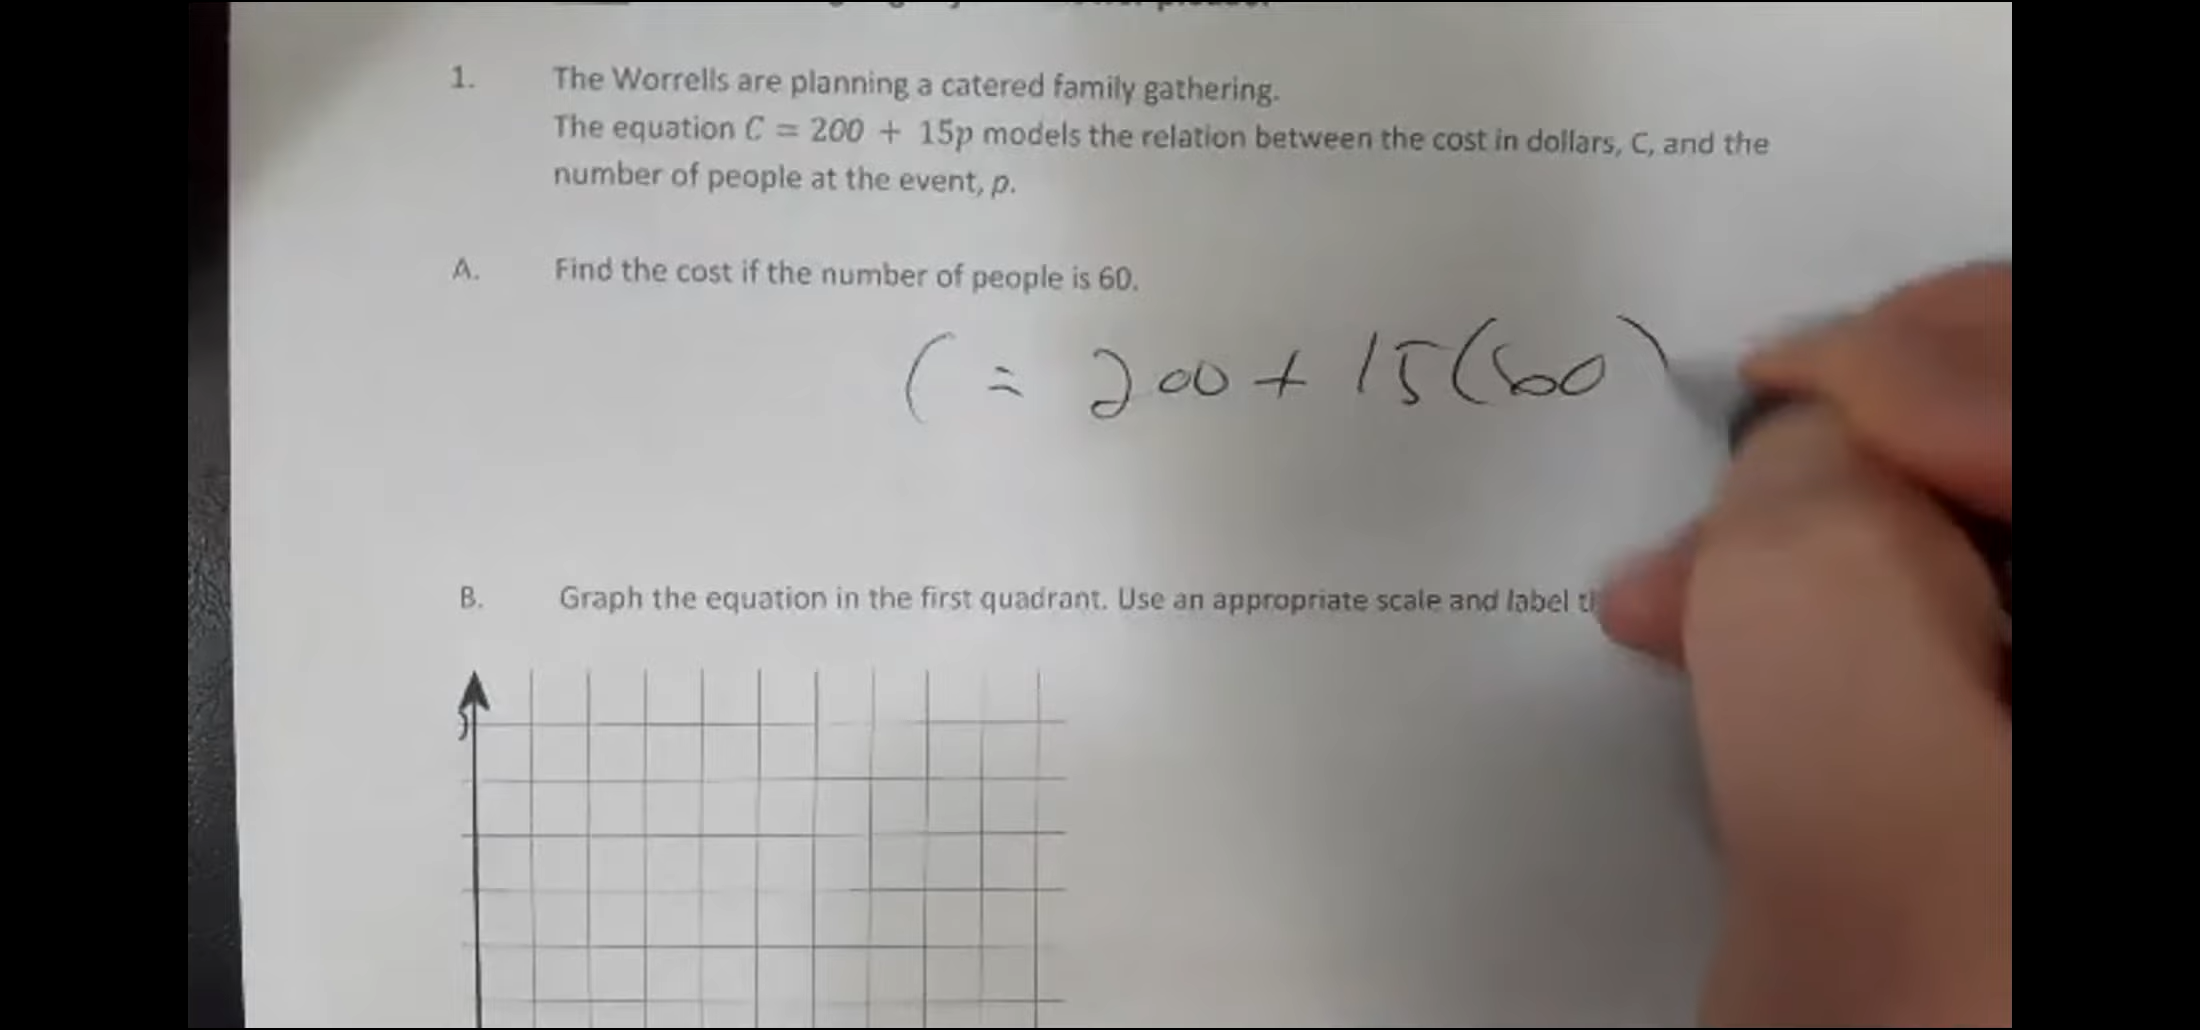 1. The Worrells are planning a catered family gathering.
The equation C = 200 + 15p models the relation between the cost in dollars, C, and the
number of people at the event, p.
A. Find the cost if the number of people is 60.
C = 200 + 15(60)
B. Graph the equation in the first quadrant. Use an appropriate scale and label